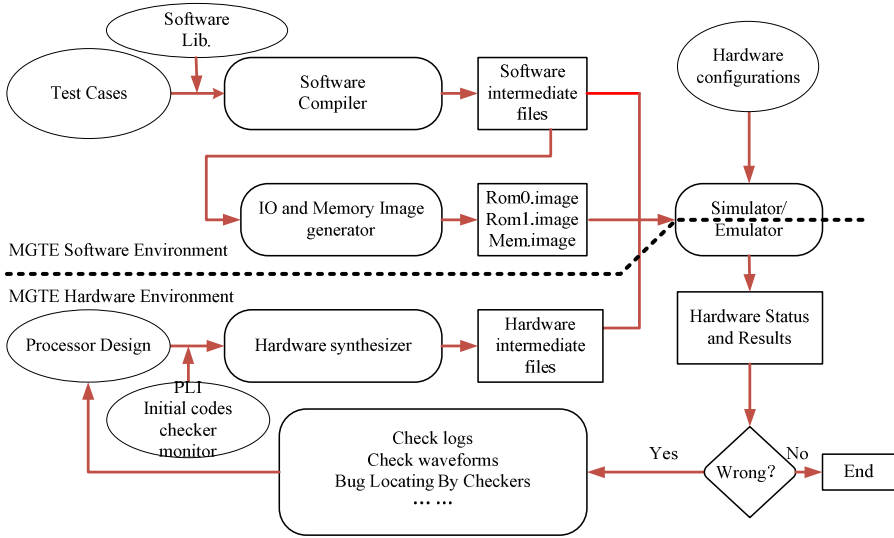 Software
Lib.
Test Cases
Software
Compiler
Software
intermediate
files
Hardware
configurations
IO and Memory Image
generator
Rom0.image
Rom1.image
Mem.image
Simulator/
Emulator
MGTE Software Environment
MGTE Hardware Environment
Processor Design
Hardware synthesizer
Hardware
intermediate
files
Hardware Status
and Results
PLI
Initial codes
checker
monitor
Check logs
Check waveforms
Bug Locating By Checkers
... ...
Yes
Wrong?
No
End